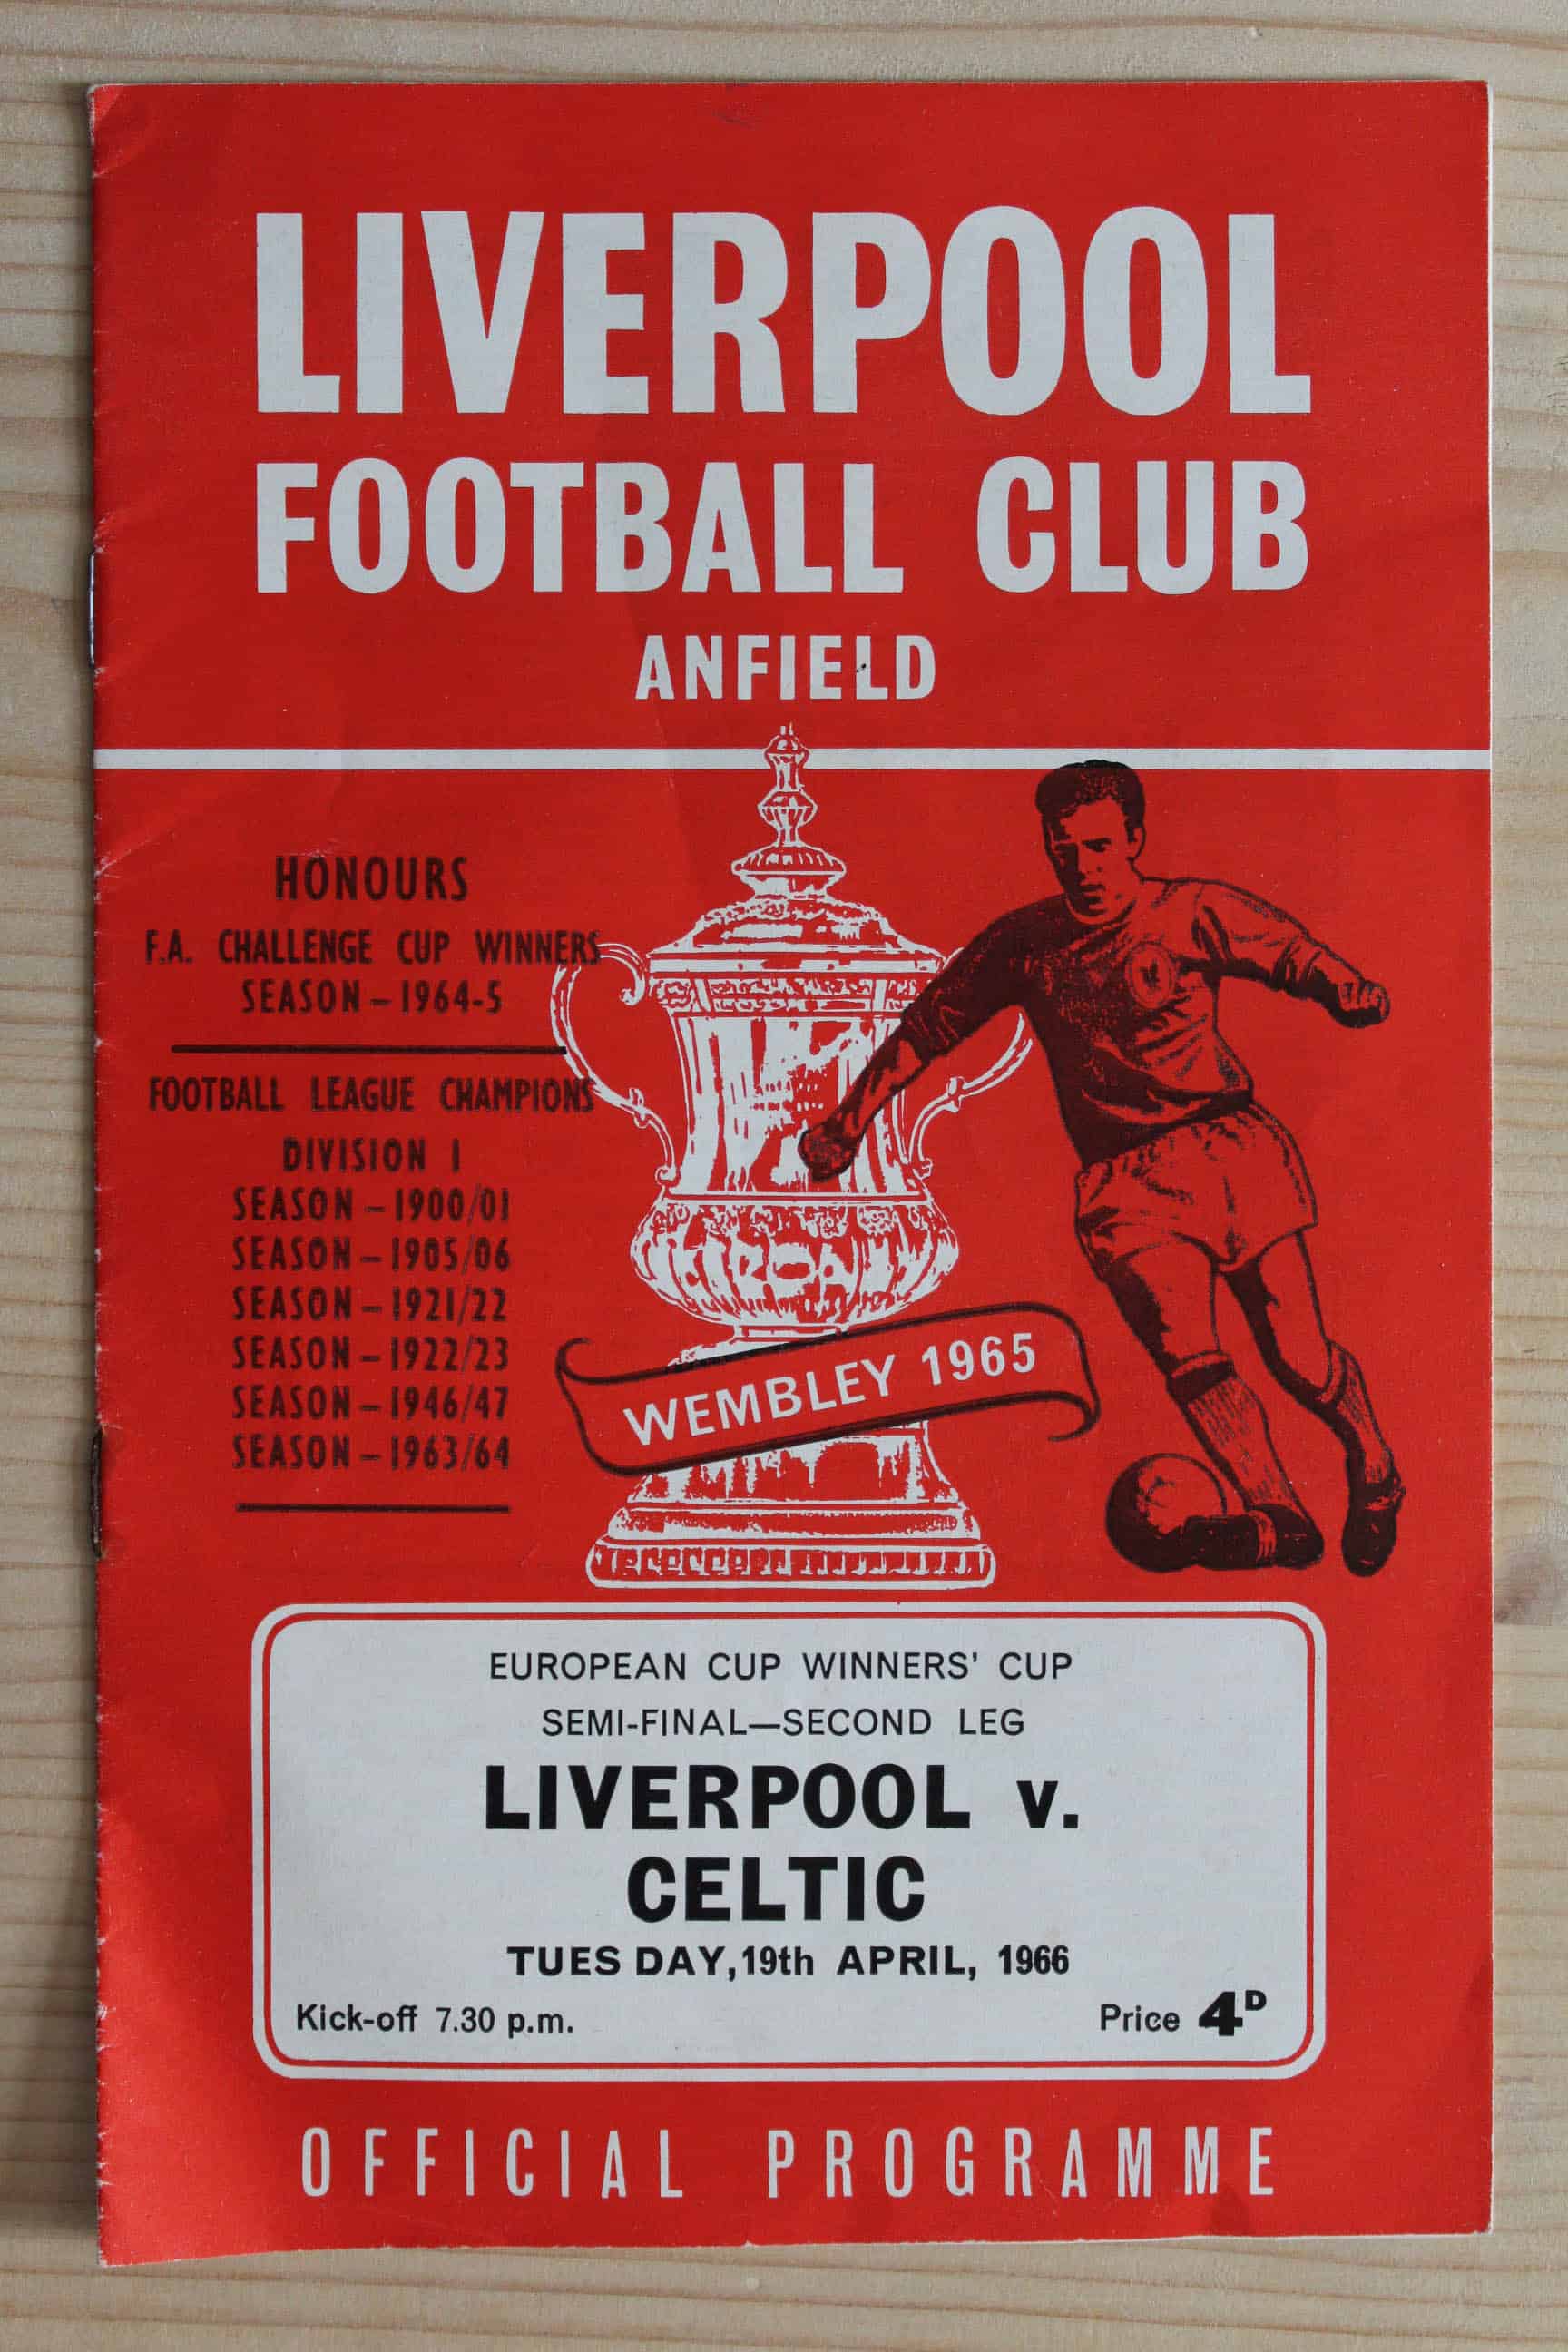 LIVERPOOL
FOOTBALL CLUB
ANFIELD
HONOURS
F.A. CHALLENGE CUP WINNERS
SEASON – 1964-5
FOOTBALL LEAGUE CHAMPIONS
DIVISION I
SEASON – 1900/01
SEASON – 1905/06
SEASON – 1921/22
SEASON – 1922/23
SEASON – 1946/47
SEASON – 1963/64
WEMBLEY 1965
EUROPEAN CUP WINNERS' CUP
SEMI-FINAL—SECOND LEG
LIVERPOOL v.
CELTIC
TUES DAY, 19th APRIL, 1966
Kick-off 7.30 p.m.
Price 4D
OFFICIAL PROGRAMME